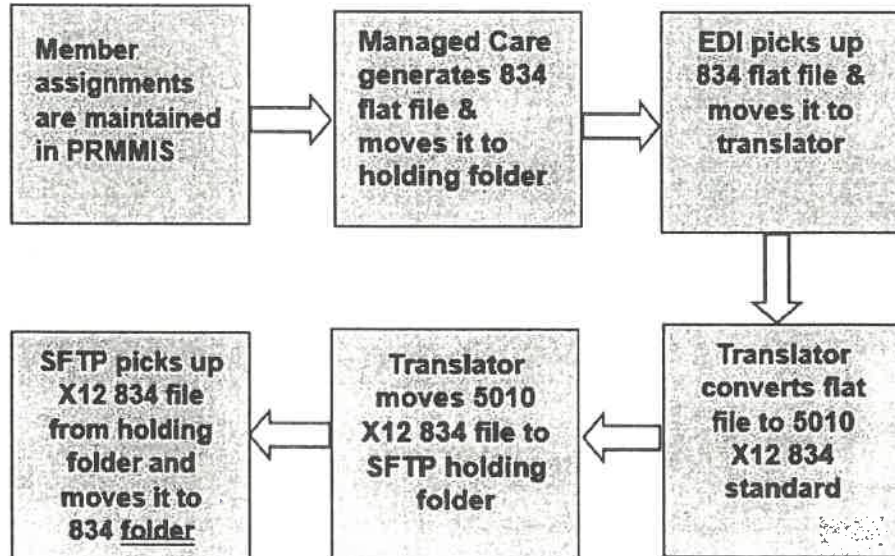 Member
assignments
are maintained
in PRMMIS
Managed Care
generates 834
flat file &
moves it to
holding folder
EDI picks up
834 flat file &
moves it to
translator
Translator
converts flat
file to 5010
X12 834
standard
Translator
moves 5010
X12 834 file to
SFTP holding
folder
SFTP picks up
X12 834 file
from holding
folder and
moves it to
834 folder